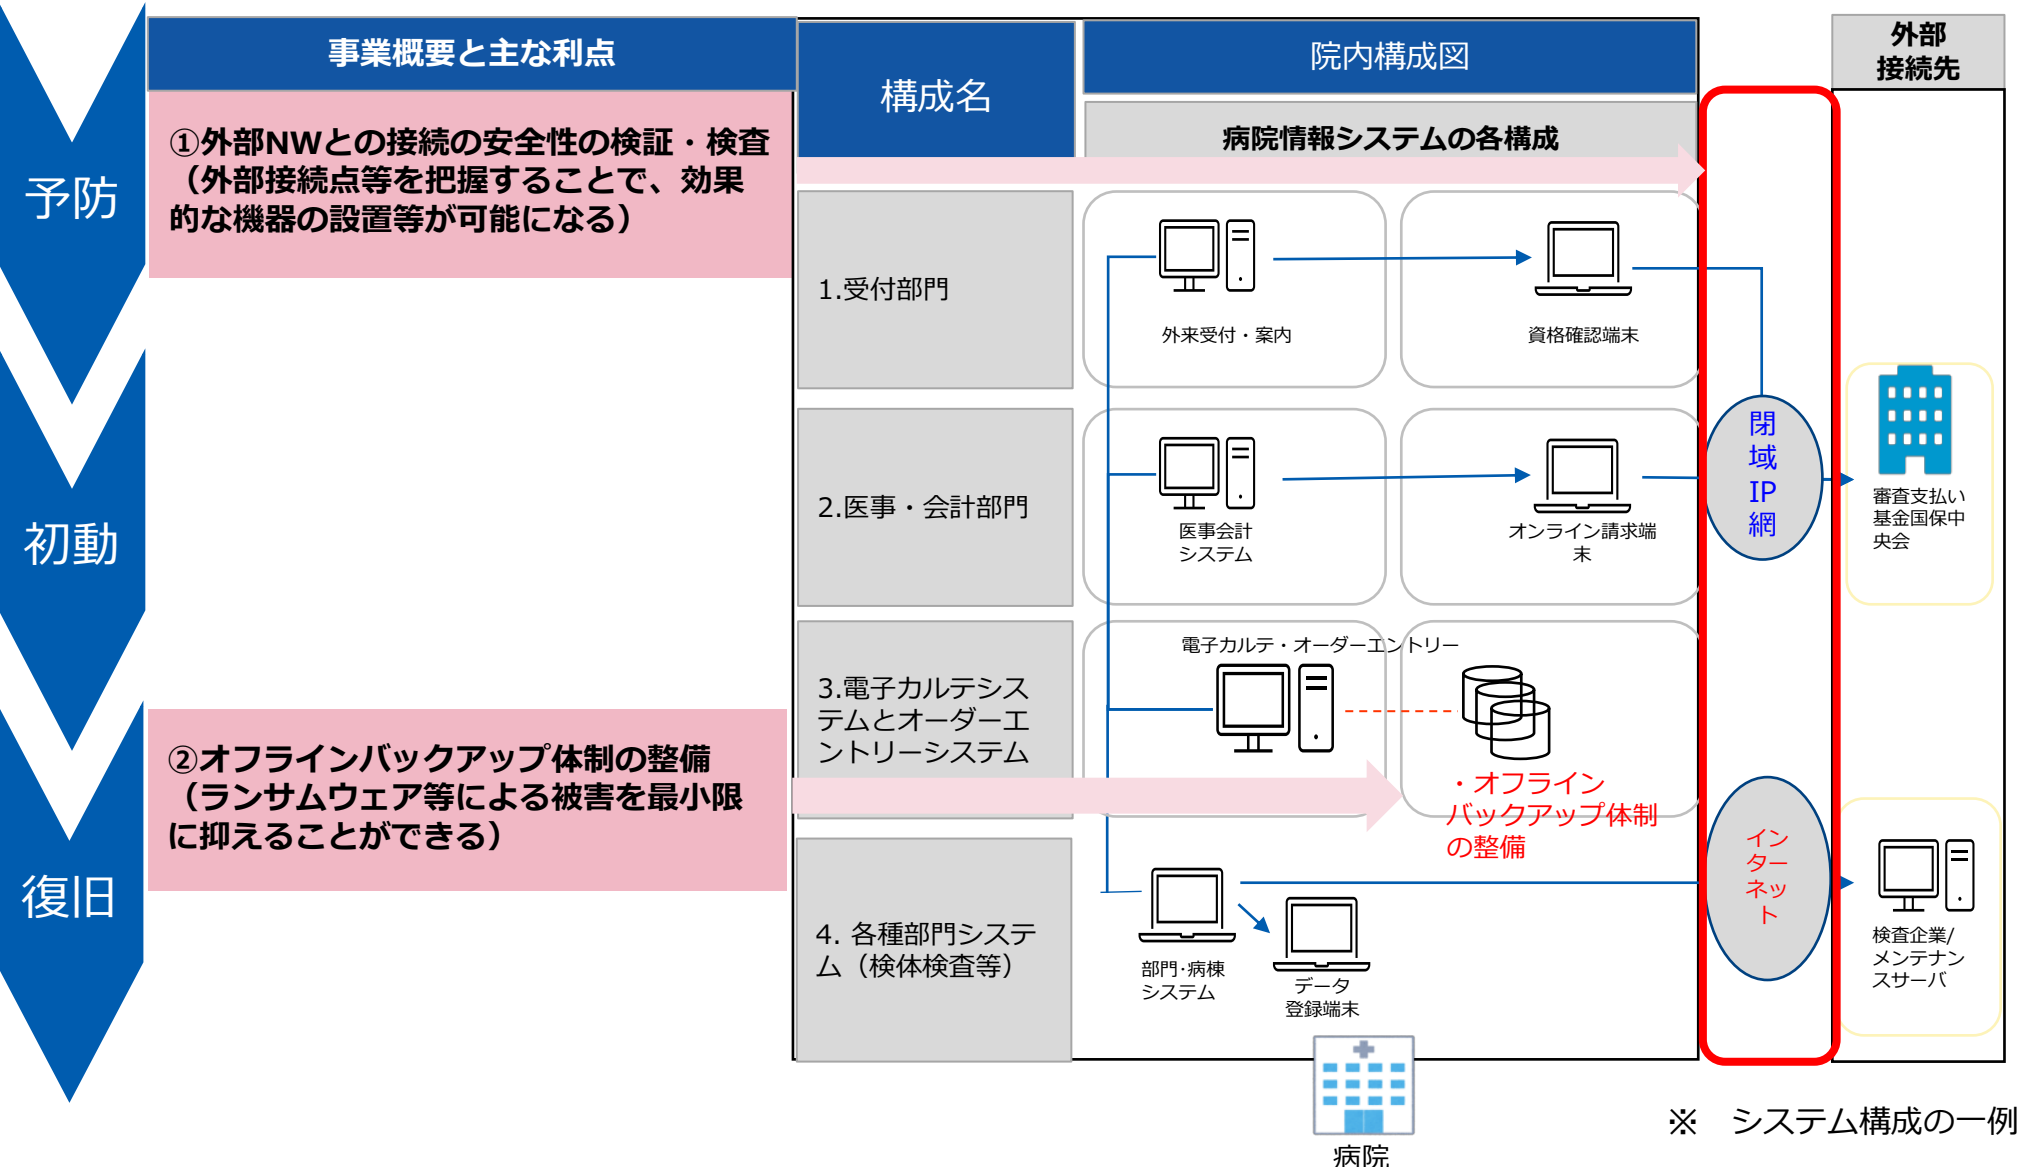 予防
初動
復旧
事業概要と主な利点
①外部NWとの接続の安全性の検証・検査
（外部接続点等を把握することで、効果
的な機器の設置等が可能になる）
②オフラインバックアップ体制の整備
（ランサムウェア等による被害を最小限
に抑えることができる）
構成名
院内構成図
病院情報システムの各構成
外部
接続先
1.受付部門
外来受付・案内
資格確認端末
2.医事・会計部門
医事会計
システム
オンライン請求端
末
閉
域
IP
網
審査支払い
基金国保中
央会
3.電子カルテシス
テムとオーダーエ
ントリーシステム
電子カルテ・オーダーエントリー
・オフライン
バックアップ体制
の整備
4. 各種部門システ
ム（検体検査等）
部門･病棟
システム
データ
登録端末
イン
ター
ネッ
ト
検査企業/
メンテナン
スサーバ
病院
※　システム構成の一例